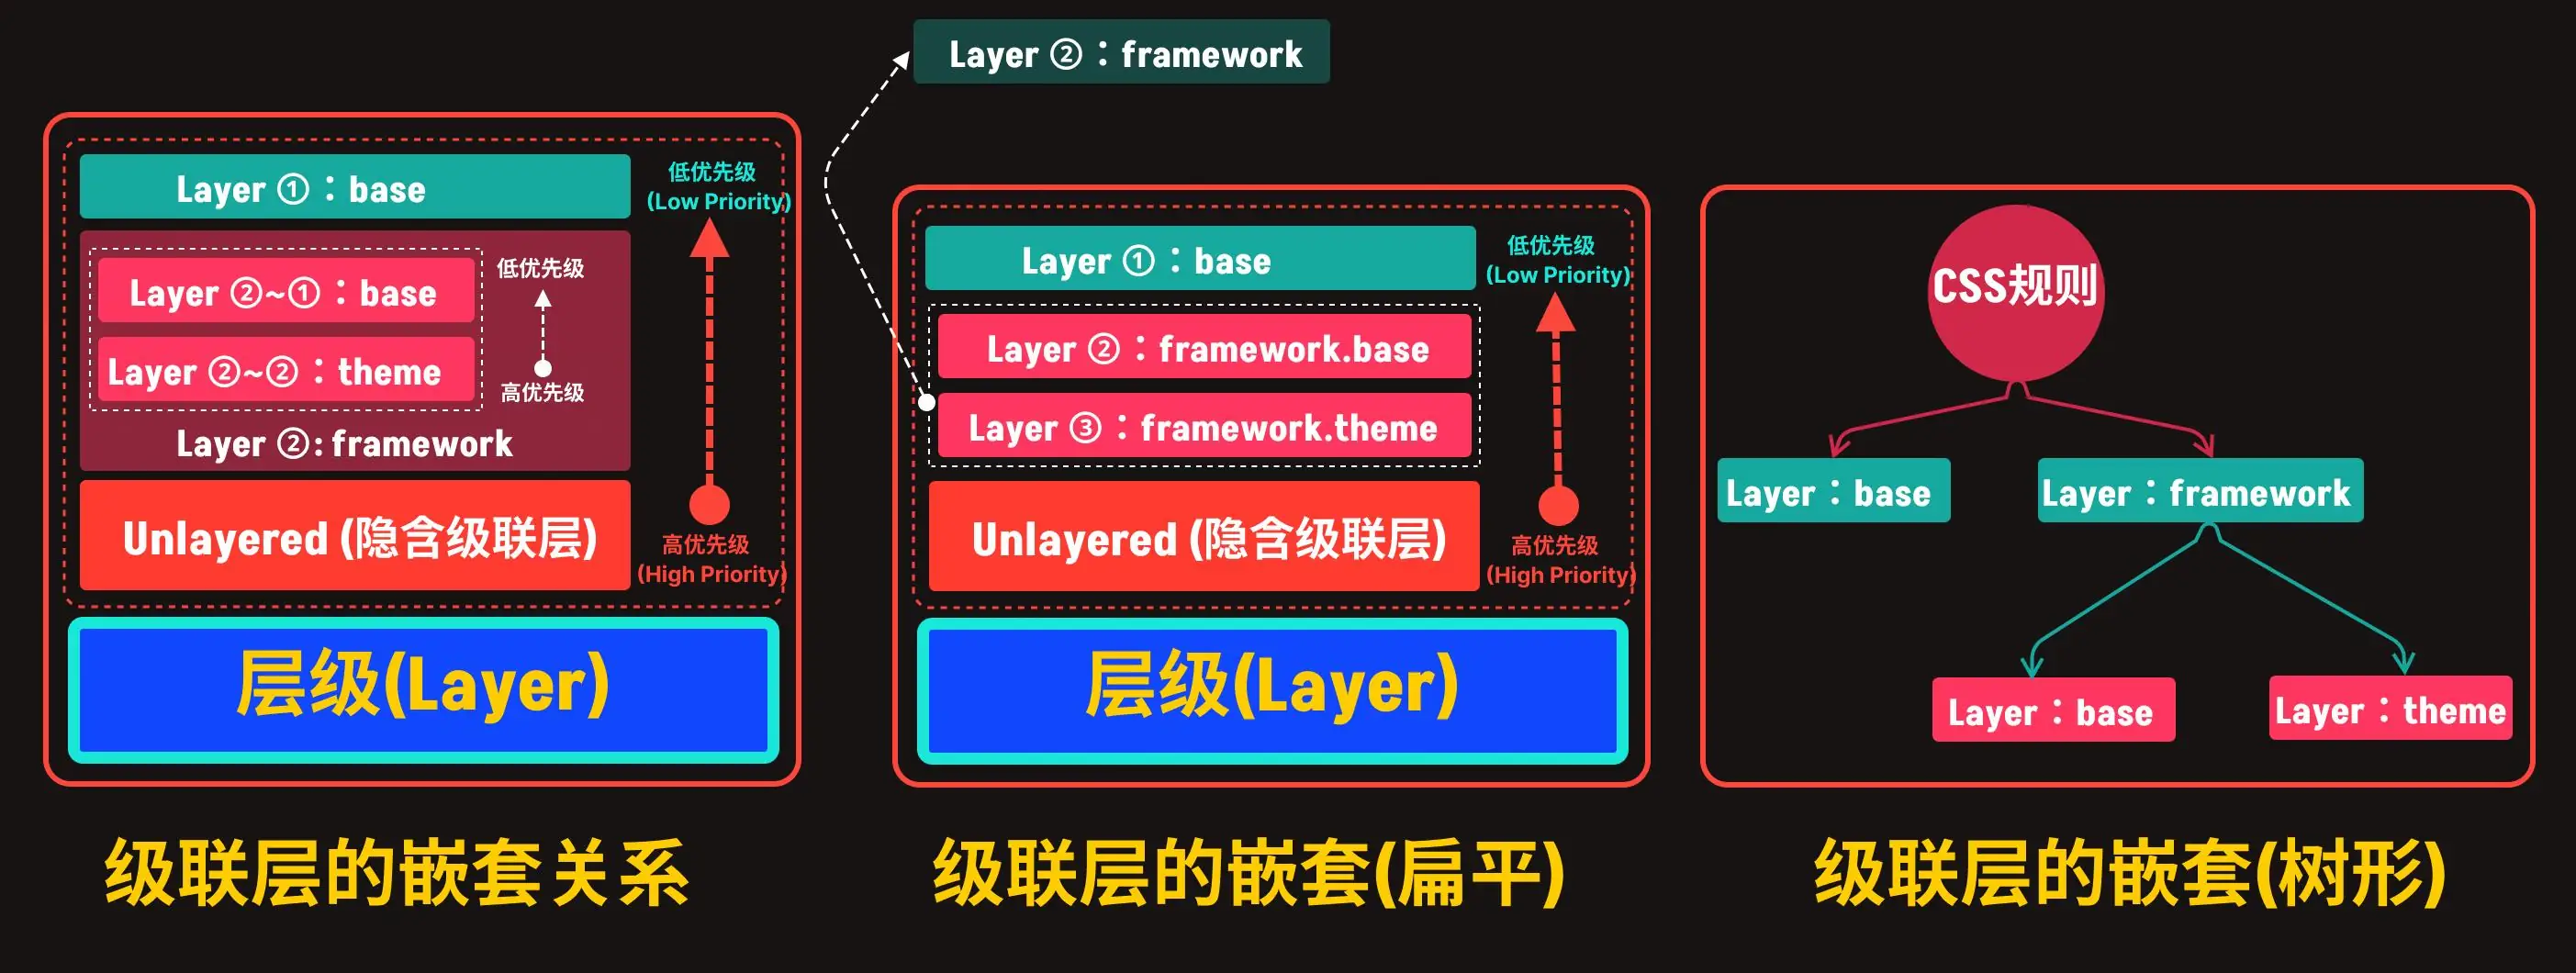 Layer ②：framework
Layer ①：base
低优先级
(Low Priority)
Layer ②~①：base
低优先级
Layer ②~②：theme
高优先级
Layer ②: framework
Unlayered (隐含级联层)
高优先级
(High Priority)
层级(Layer)
级联层的嵌套关系
Layer ①：base
低优先级
(Low Priority)
Layer ②：framework.base
Layer ③：framework.theme
Unlayered (隐含级联层)
高优先级
(High Priority)
层级(Layer)
级联层的嵌套(扁平)
CSS规则
Layer：base
Layer：framework
Layer：base
Layer：theme
级联层的嵌套(树形)